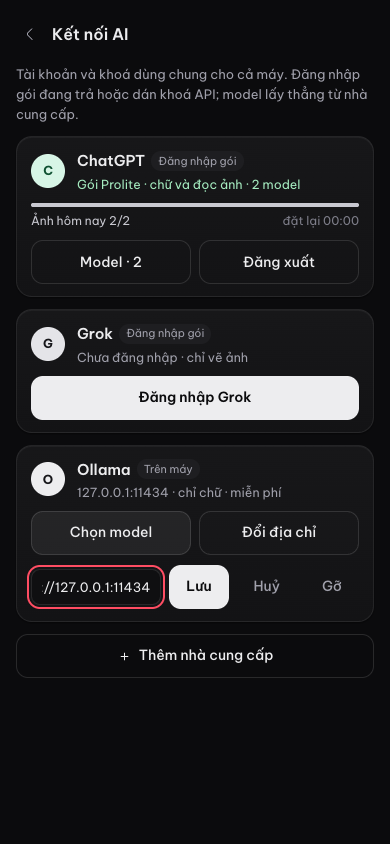 Kết nối AI
Tài khoản và khoá dùng chung cho cả máy. Đăng nhập
gói đang trả hoặc dán khoá API; model lấy thẳng từ nhà
cung cấp.
C
ChatGPT Đăng nhập gói
Gói Prolite · chữ và đọc ảnh · 2 model
Ảnh hôm nay 2/2 đặt lại 00:00
Model · 2 Đăng xuất
G
Grok Đăng nhập gói
Chưa đăng nhập · chỉ vẽ ảnh
Đăng nhập Grok
O
Ollama Trên máy
127.0.0.1:11434 · chỉ chữ · miễn phí
Chọn model Đổi địa chỉ
://127.0.0.1:11434 Lưu Huỷ Gỡ
+ Thêm nhà cung cấp